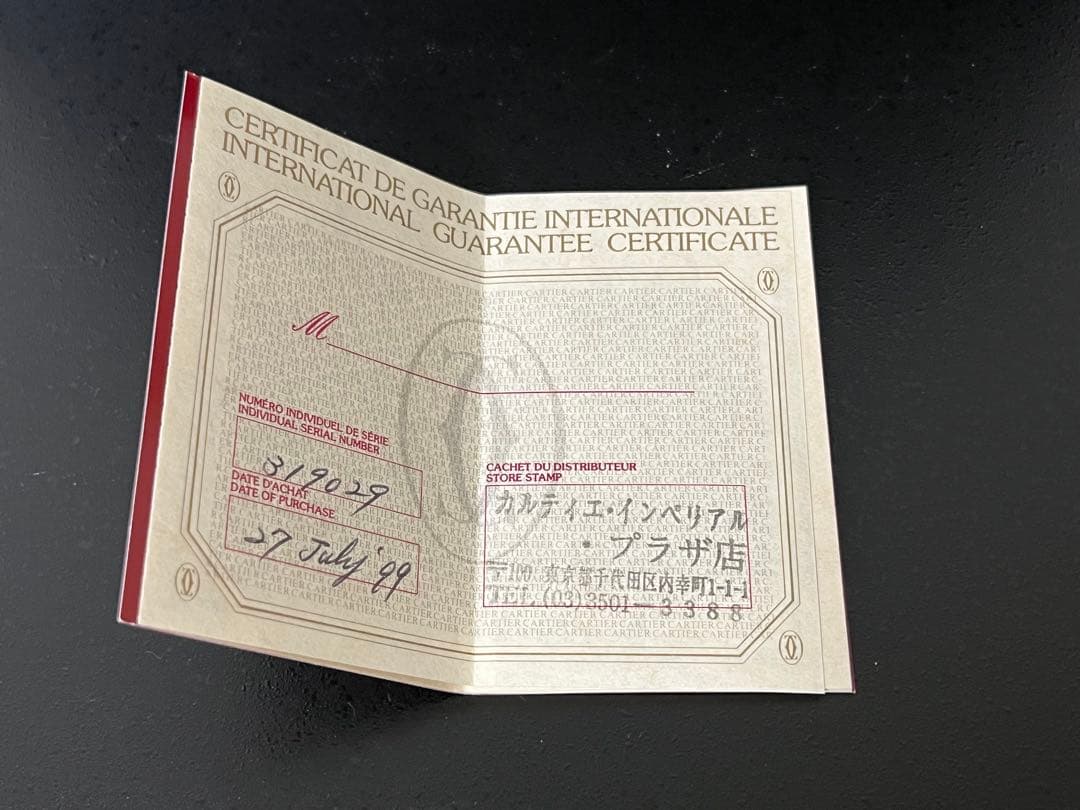 CERTIFICAT DE GARANTIE INTERNATIONALE
INTERNATIONAL GUARANTEE CERTIFICATE
M
NUMÉRO INDIVIDUEL DE SÉRIE
INDIVIDUAL SERIAL NUMBER
319029
DATE D'ACHAT
DATE OF PURCHASE
27 July '99
CACHET DU DISTRIBUTEUR
STORE STAMP
カルティエ・インペリアル
・プラザ店
〒100 東京都千代田区内幸町1-1-1
TEL (03)3501-3388